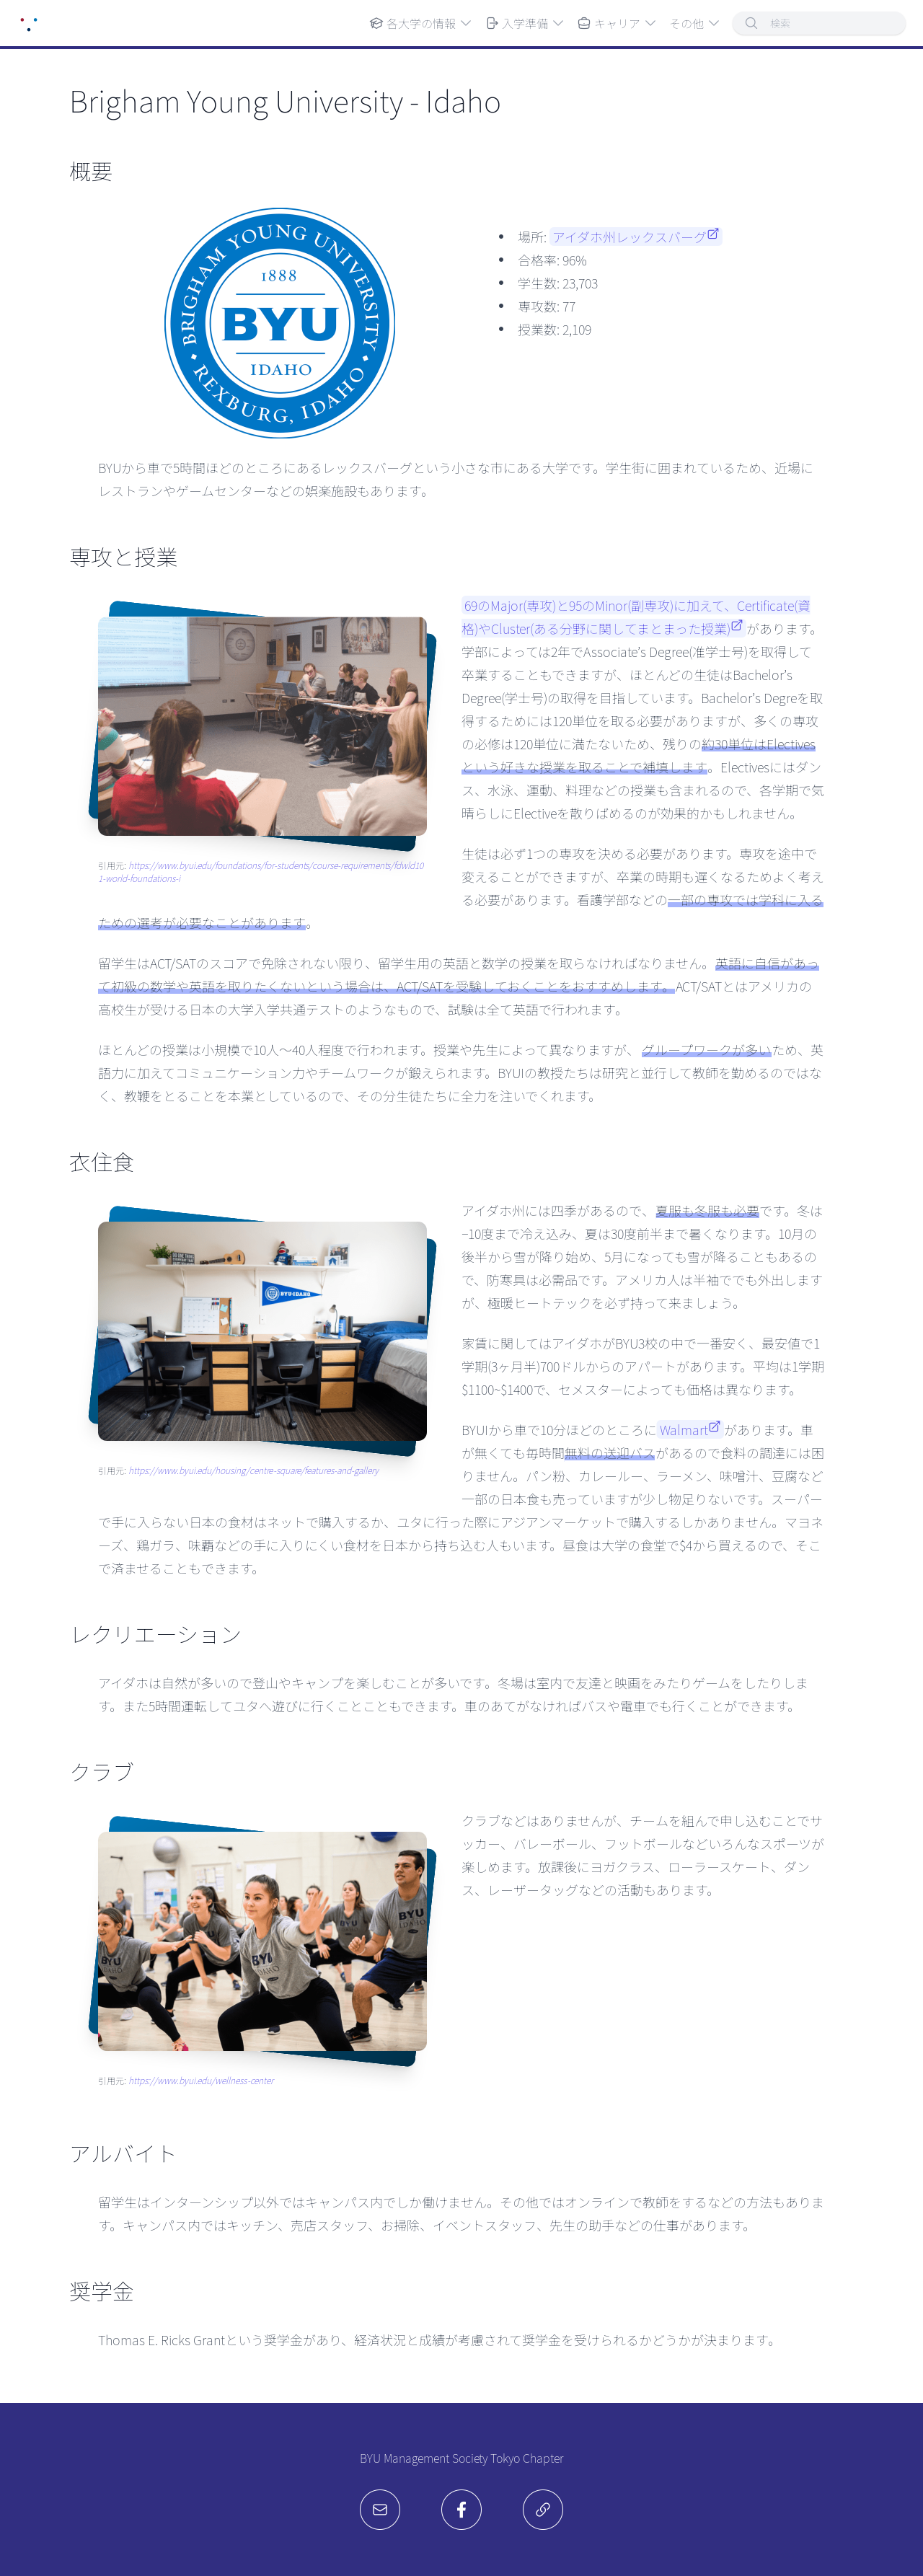 各大学の情報 入学準備 キャリア その他 検索
Brigham Young University - Idaho
概要
BRIGHAM YOUNG UNIVERSITY
1888
BYU
IDAHO
REXBURG, IDAHO
場所: アイダホ州レックスバーグ
合格率: 96%
学生数: 23,703
専攻数: 77
授業数: 2,109
BYUから車で5時間ほどのところにあるレックスバーグという小さな市にある大学です。学生街に囲まれているため、近場に
レストランやゲームセンターなどの娯楽施設もあります。
専攻と授業
69のMajor(専攻)と95のMinor(副専攻)に加えて、Certificate(資
格)やCluster(ある分野に関してまとまった授業)があります。
学部によっては2年でAssociate’s Degree(准学士号)を取得して
卒業することもできますが、ほとんどの生徒はBachelor’s
Degree(学士号)の取得を目指しています。Bachelor’s Degreを取
得するためには120単位を取る必要がありますが、多くの専攻
の必修は120単位に満たないため、残りの約30単位はElectives
という好きな授業を取ることで補填します。Electivesにはダン
ス、水泳、運動、料理などの授業も含まれるので、各学期で気
晴らしにElectiveを散りばめるのが効果的かもしれません。
引用元: https://www.byui.edu/foundations/for-students/course-requirements/fdwld10
1-world-foundations-i
生徒は必ず1つの専攻を決める必要があります。専攻を途中で
変えることができますが、卒業の時期も遅くなるためよく考え
る必要があります。看護学部などの一部の専攻では学科に入る
ための選考が必要なことがあります。
留学生はACT/SATのスコアで免除されない限り、留学生用の英語と数学の授業を取らなければなりません。英語に自信があっ
て初級の数学や英語を取りたくないという場合は、ACT/SATを受験しておくことをおすすめします。ACT/SATとはアメリカの
高校生が受ける日本の大学入学共通テストのようなもので、試験は全て英語で行われます。
ほとんどの授業は小規模で10人〜40人程度で行われます。授業や先生によって異なりますが、グループワークが多いため、英
語力に加えてコミュニケーション力やチームワークが鍛えられます。BYUIの教授たちは研究と並行して教師を勤めるのではな
く、教鞭をとることを本業としているので、その分生徒たちに全力を注いでくれます。
衣住食
アイダホ州には四季があるので、夏服も冬服も必要です。冬は
−10度まで冷え込み、夏は30度前半まで暑くなります。10月の
後半から雪が降り始め、5月になっても雪が降ることもあるの
で、防寒具は必需品です。アメリカ人は半袖ででも外出します
が、極暖ヒートテックを必ず持って来ましょう。
BYU-IDAHO
家賃に関してはアイダホがBYU3校の中で一番安く、最安値で1
学期(3ヶ月半)700ドルからのアパートがあります。平均は1学期
$1100~$1400で、セメスターによっても価格は異なります。
引用元: https://www.byui.edu/housing/centre-square/features-and-gallery
BYUIから車で10分ほどのところにWalmartがあります。車
が無くても毎時間無料の送迎バスがあるので食料の調達には困
りません。パン粉、カレールー、ラーメン、味噌汁、豆腐など
一部の日本食も売っていますが少し物足りないです。スーパー
で手に入らない日本の食材はネットで購入するか、ユタに行った際にアジアンマーケットで購入するしかありません。マヨネ
ーズ、鶏ガラ、味覇などの手に入りにくい食材を日本から持ち込む人もいます。昼食は大学の食堂で$4から買えるので、そこ
で済ませることもできます。
レクリエーション
アイダホは自然が多いので登山やキャンプを楽しむことが多いです。冬場は室内で友達と映画をみたりゲームをしたりしま
す。また5時間運転してユタへ遊びに行くことこともできます。車のあてがなければバスや電車でも行くことができます。
クラブ
クラブなどはありませんが、チームを組んで申し込むことでサ
ッカー、バレーボール、フットボールなどいろんなスポーツが
楽しめます。放課後にヨガクラス、ローラースケート、ダン
ス、レーザータッグなどの活動もあります。
BYU
IDAHO
引用元: https://www.byui.edu/wellness-center
アルバイト
留学生はインターンシップ以外ではキャンパス内でしか働けません。その他ではオンラインで教師をするなどの方法もありま
す。キャンパス内ではキッチン、売店スタッフ、お掃除、イベントスタッフ、先生の助手などの仕事があります。
奨学金
Thomas E. Ricks Grantという奨学金があり、経済状況と成績が考慮されて奨学金を受けられるかどうかが決まります。
BYU Management Society Tokyo Chapter